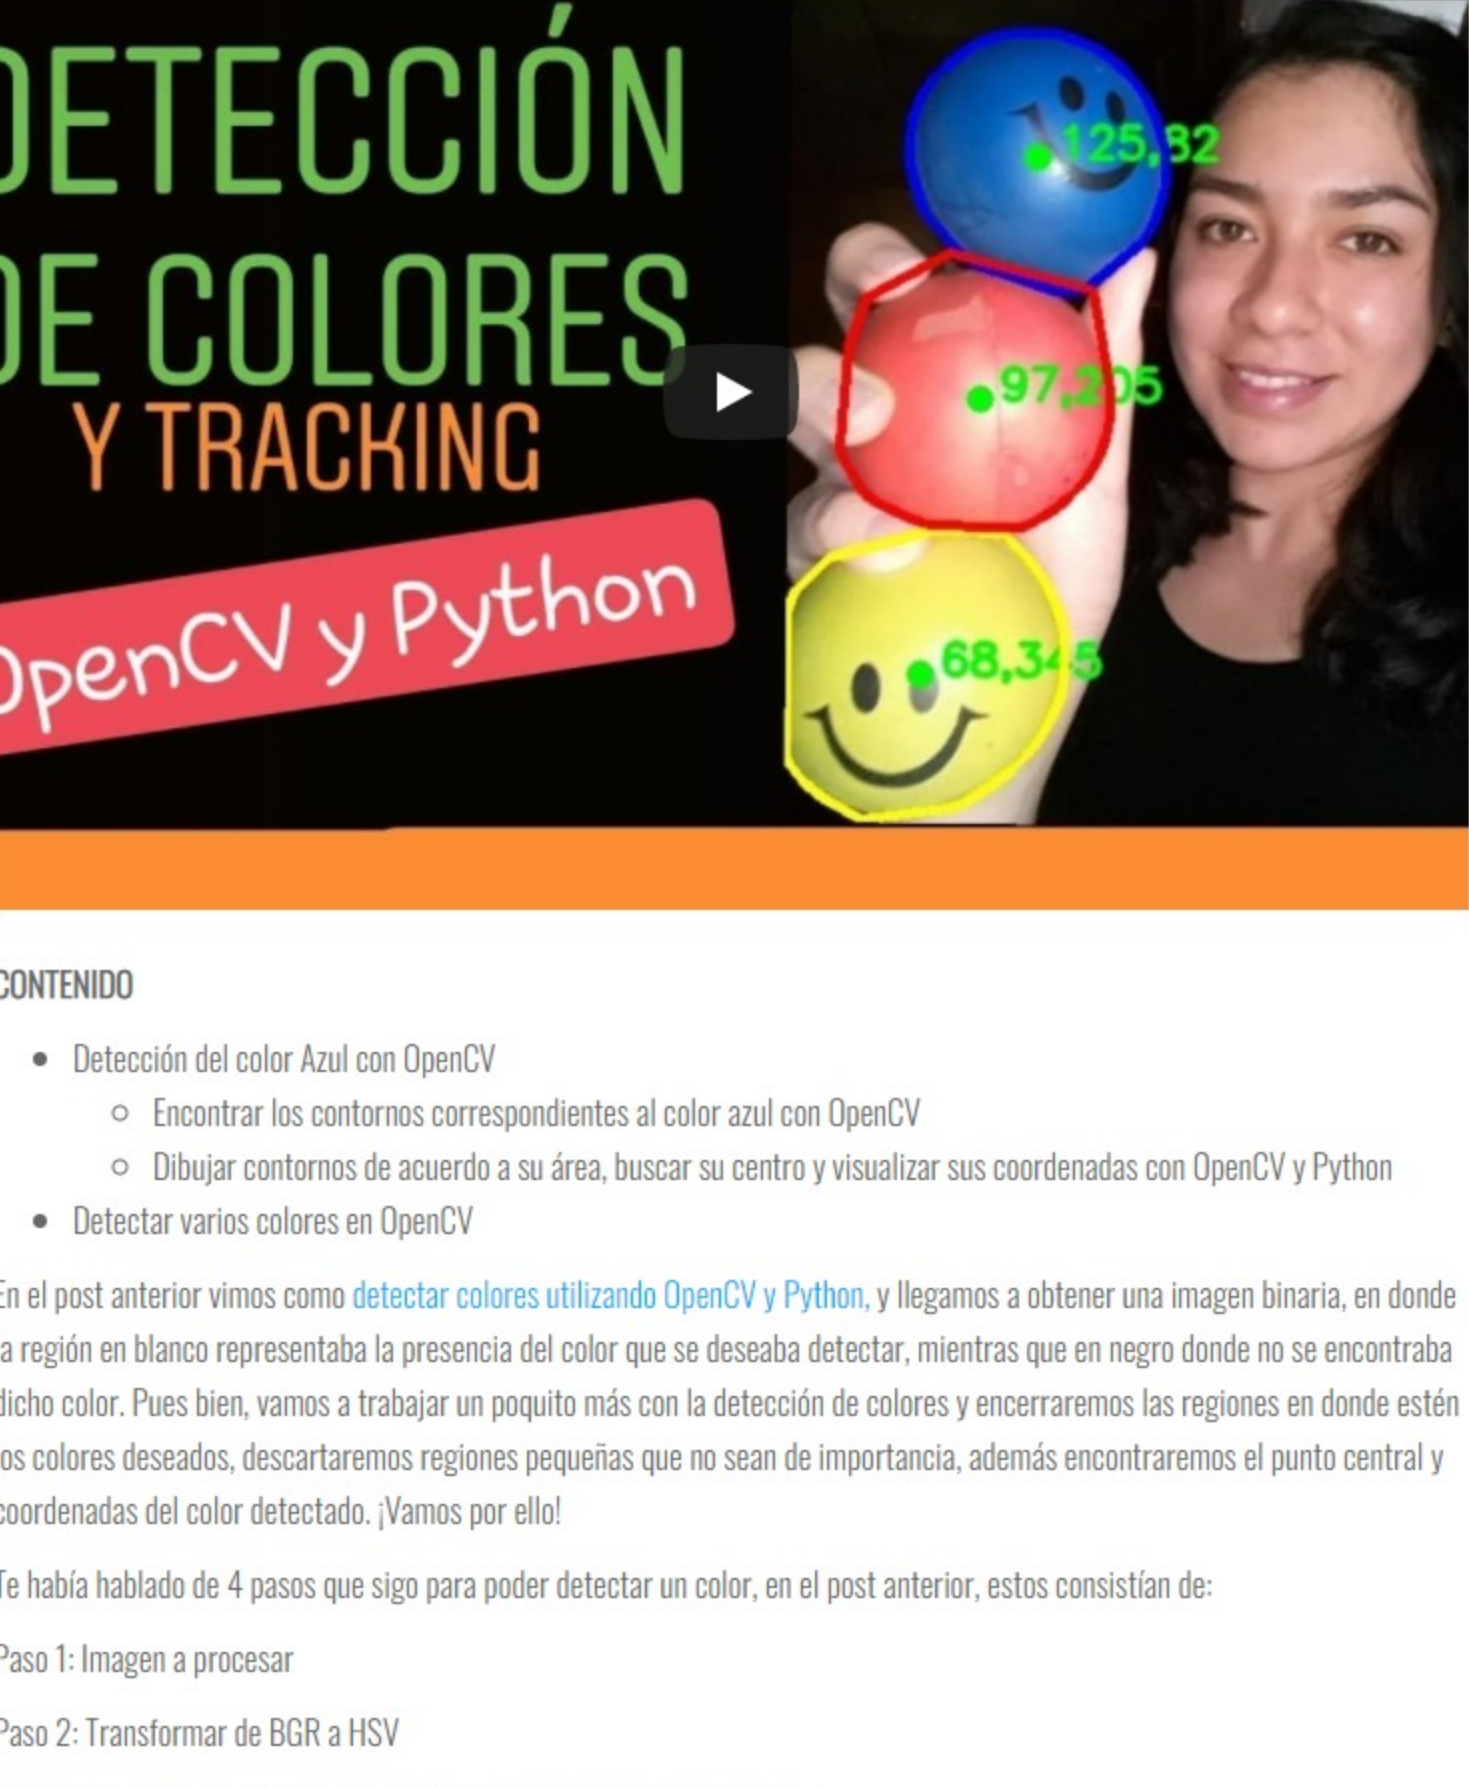 DETECCIÓN
DE COLORES
Y TRACKING
OpenCV y Python
125,82
97,205
68,345
CONTENIDO
Detección del color Azul con OpenCV
Encontrar los contornos correspondientes al color azul con OpenCV
Dibujar contornos de acuerdo a su área, buscar su centro y visualizar sus coordenadas con OpenCV y Python
Detectar varios colores en OpenCV
En el post anterior vimos como detectar colores utilizando OpenCV y Python, y llegamos a obtener una imagen binaria, en donde
la región en blanco representaba la presencia del color que se deseaba detectar, mientras que en negro donde no se encontraba
dicho color. Pues bien, vamos a trabajar un poquito más con la detección de colores y encerraremos las regiones en donde estén
los colores deseados, descartaremos regiones pequeñas que no sean de importancia, además encontraremos el punto central y
coordenadas del color detectado. ¡Vamos por ello!
Te había hablado de 4 pasos que sigo para poder detectar un color, en el post anterior, estos consistían de:
Paso 1: Imagen a procesar
Paso 2: Transformar de BGR a HSV